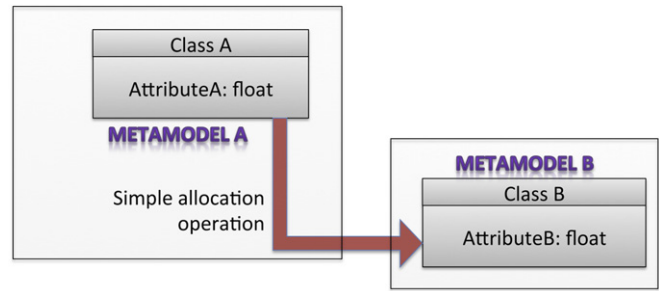 Class A
AttributeA: float
METAMODEL A
Simple allocation
operation
METAMODEL B
Class B
AttributeB: float